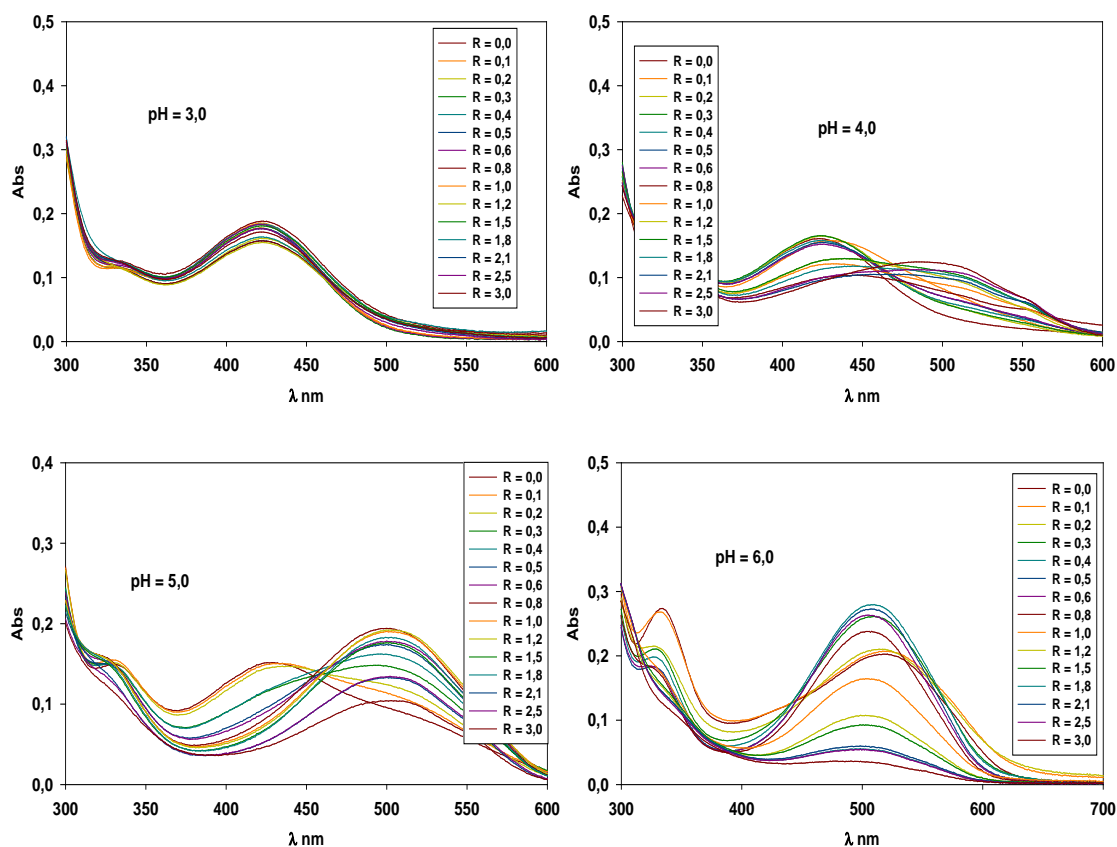 0,5
0,4
0,3
0,2
0,1
0,0
Abs
pH = 3,0
R = 0,0
R = 0,1
R = 0,2
R = 0,3
R = 0,4
R = 0,5
R = 0,6
R = 0,8
R = 1,0
R = 1,2
R = 1,5
R = 1,8
R = 2,1
R = 2,5
R = 3,0
300 350 400 450 500 550 600
λ nm
0,5
0,4
0,3
0,2
0,1
0,0
Abs
R = 0,0
R = 0,1
R = 0,2
R = 0,3
R = 0,4
R = 0,5
R = 0,6
R = 0,8
R = 1,0
R = 1,2
R = 1,5
R = 1,8
R = 2,1
R = 2,5
R = 3,0
pH = 4,0
300 350 400 450 500 550 600
λ nm
0,4
0,3
0,2
0,1
0,0
Abs
pH = 5,0
R = 0,0
R = 0,1
R = 0,2
R = 0,3
R = 0,4
R = 0,5
R = 0,6
R = 0,8
R = 1,0
R = 1,2
R = 1,5
R = 1,8
R = 2,1
R = 2,5
R = 3,0
300 350 400 450 500 550 600
λ nm
0,5
0,4
0,3
0,2
0,1
0,0
Abs
pH = 6,0
R = 0,0
R = 0,1
R = 0,2
R = 0,3
R = 0,4
R = 0,5
R = 0,6
R = 0,8
R = 1,0
R = 1,2
R = 1,5
R = 1,8
R = 2,1
R = 2,5
R = 3,0
300 400 500 600 700
λ nm